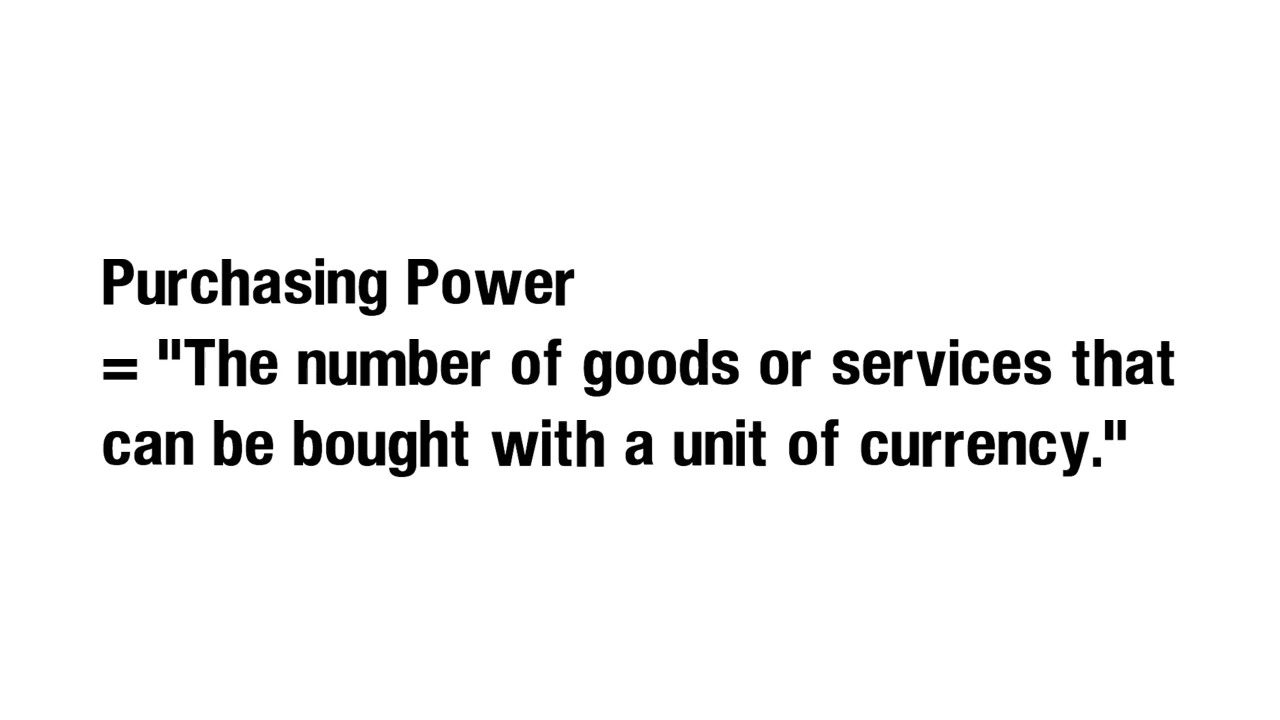 Purchasing Power
= "The number of goods or services that
can be bought with a unit of currency."